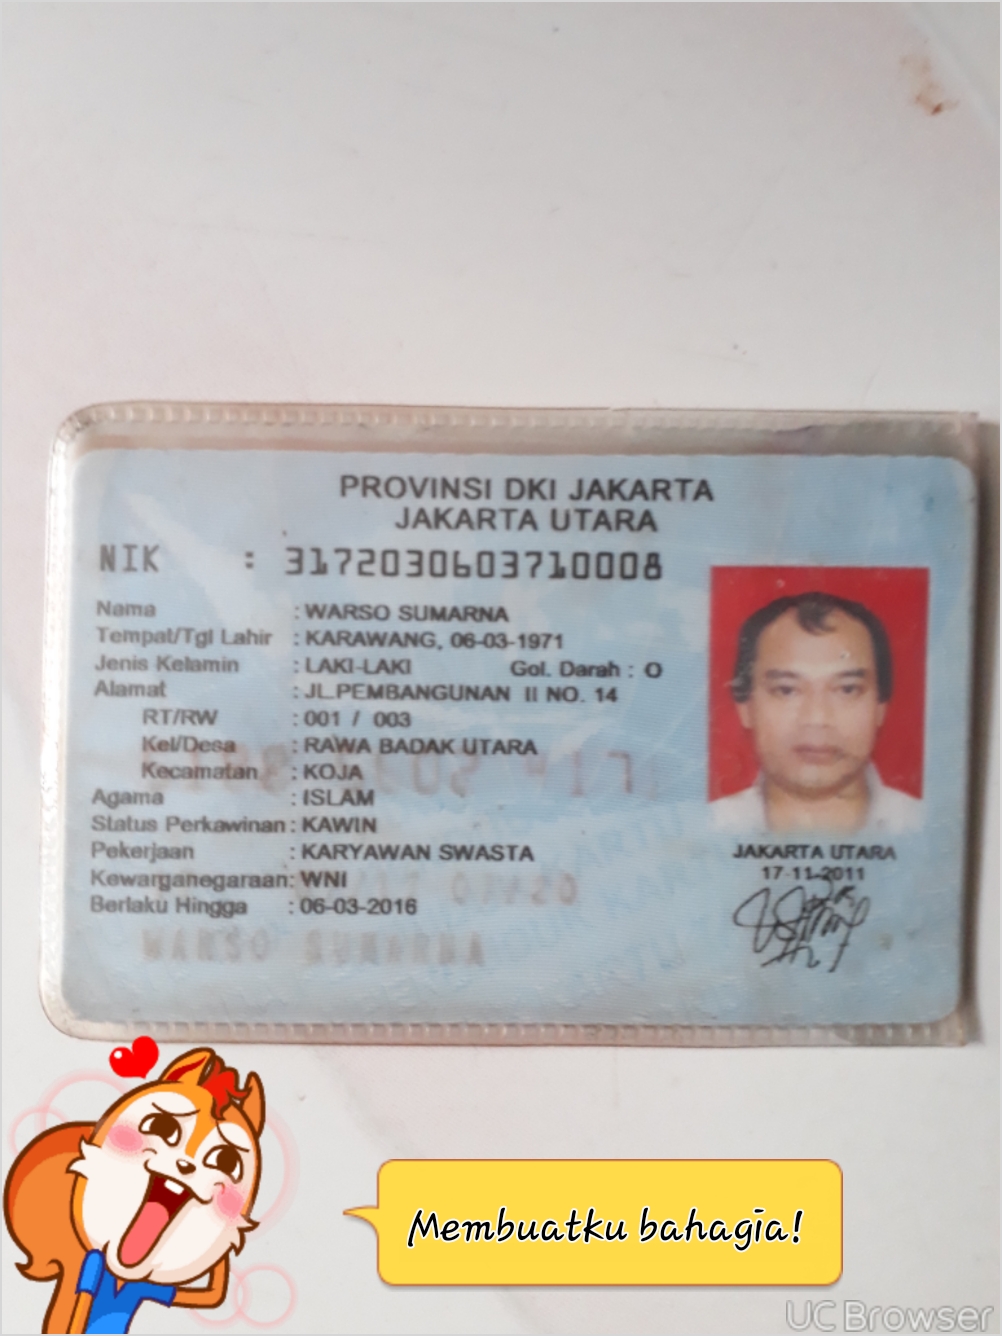 PROVINSI DKI JAKARTA
JAKARTA UTARA
NIK : 3172030603710008
Nama : WARSO SUMARNA
Tempat/Tgl Lahir : KARAWANG, 06-03-1971
Jenis Kelamin : LAKI-LAKI Gol. Darah : O
Alamat : JL.PEMBANGUNAN II NO. 14
RT/RW : 001 / 003
Kel/Desa : RAWA BADAK UTARA
Kecamatan : KOJA
Agama : ISLAM
Status Perkawinan : KAWIN
Pekerjaan : KARYAWAN SWASTA
Kewarganegaraan: WNI
Berlaku Hingga : 06-03-2016
JAKARTA UTARA
17-11-2011
WARSO SUMARNA
Membuatku bahagia!
UC Browser